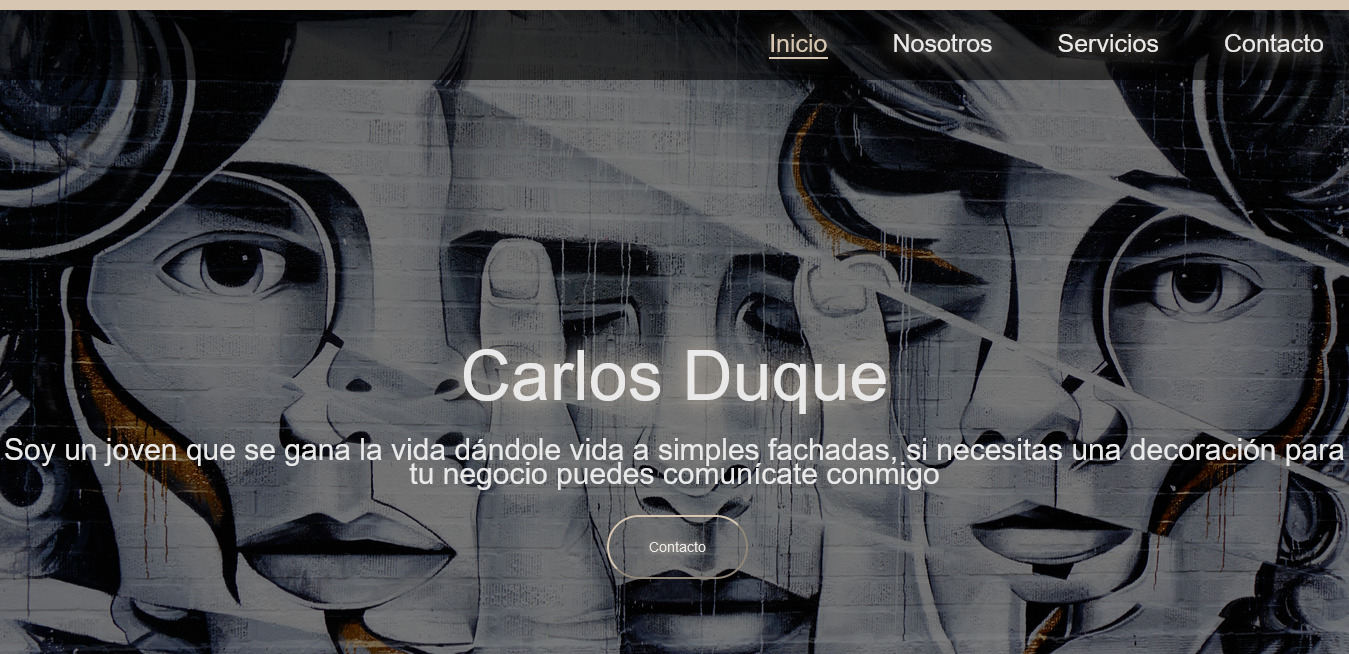 Inicio Nosotros Servicios Contacto
Carlos Duque
Soy un joven que se gana la vida dándole vida a simples fachadas, si necesitas una decoración para
tu negocio puedes comunícate conmigo
Contacto